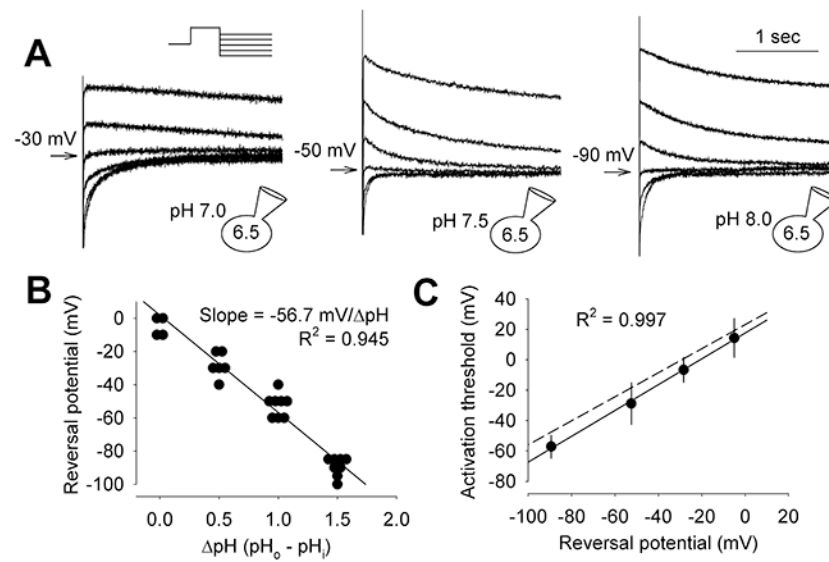 A
1 sec
-30 mV
-50 mV
-90 mV
pH 7.0
6.5
pH 7.5
6.5
pH 8.0
6.5
B
Slope = -56.7 mV/ΔpH
R² = 0.945
Reversal potential (mV)
0
-20
-40
-60
-80
-100
0.0 0.5 1.0 1.5 2.0
ΔpH (pHₒ - pHᵢ)
C
R² = 0.997
Activation threshold (mV)
40
20
0
-20
-40
-60
-80
-100 -80 -60 -40 -20 0 20
Reversal potential (mV)